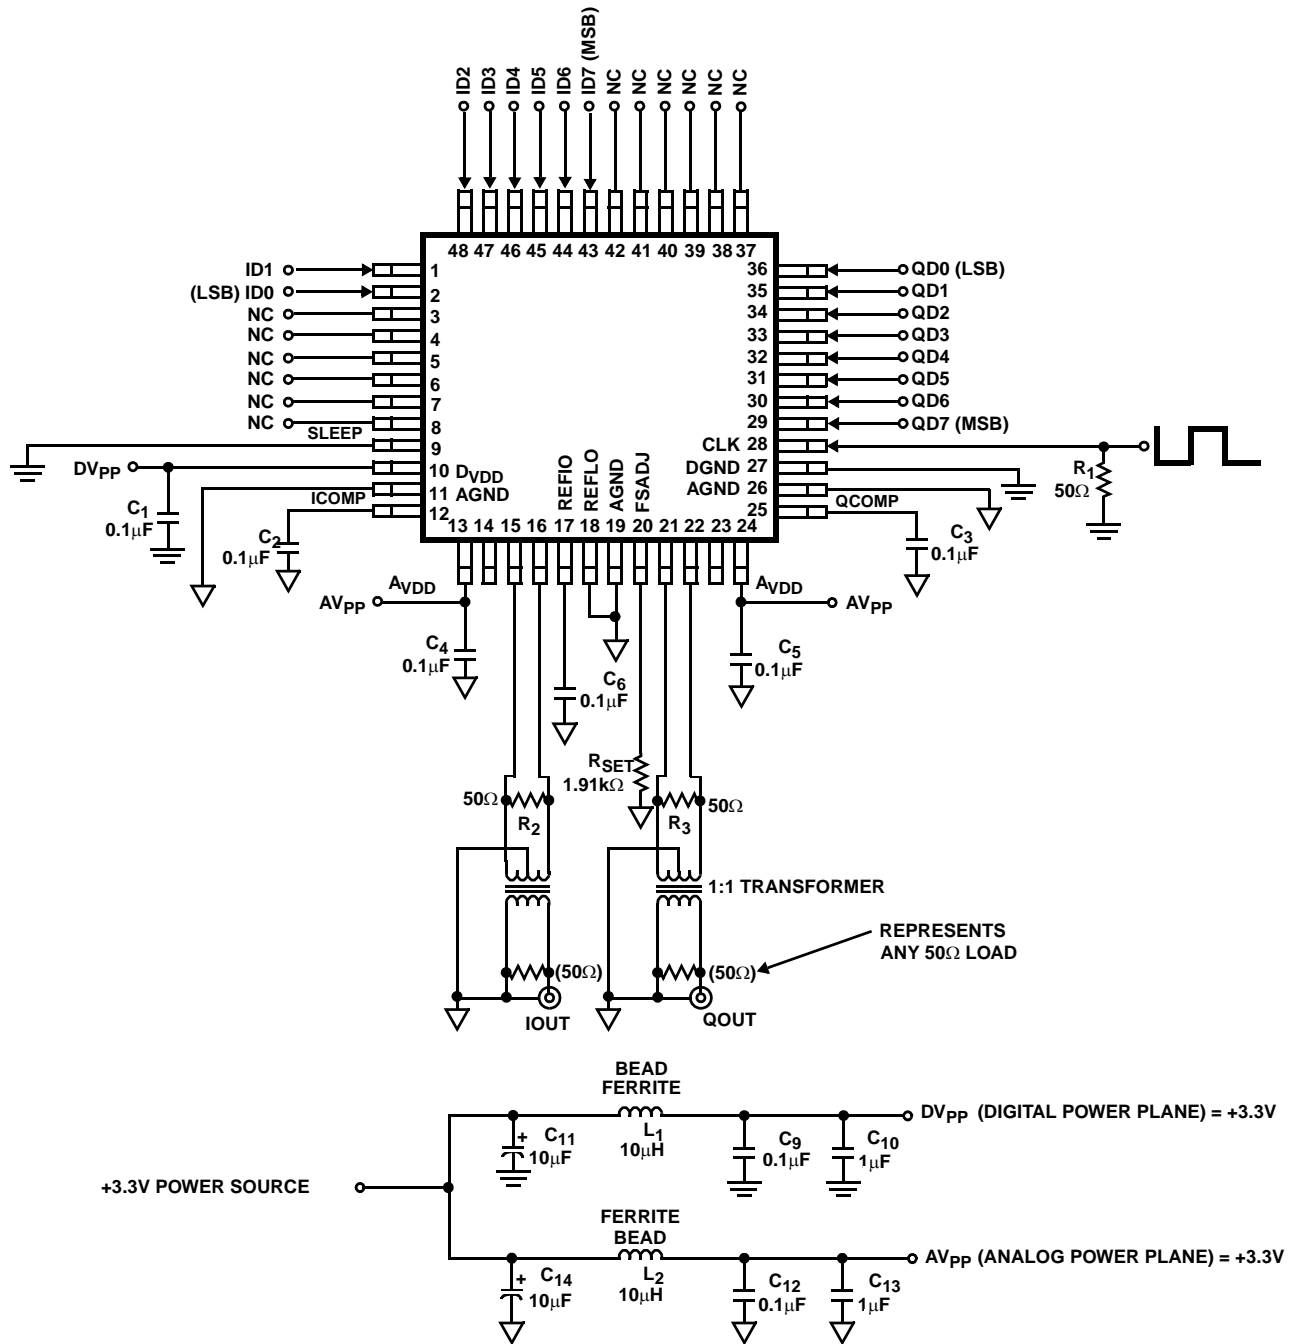 ID2
ID3
ID4
ID5
ID6
ID7 (MSB)
NC
NC
NC
NC
NC
NC
48 47 46 45 44 43 42 41 40 39 38 37
ID1 1
(LSB) ID0 2
NC 3
NC 4
NC 5
NC 6
NC 7
NC 8
SLEEP 9
DVPP 10 DVDD
11 AGND
ICOMP 12
36 QD0 (LSB)
35 QD1
34 QD2
33 QD3
32 QD4
31 QD5
30 QD6
29 QD7 (MSB)
CLK 28
DGND 27
AGND 26
25 QCOMP
R1
50Ω
REFIO
REFLO
AGND
FSADJ
13 14 15 16 17 18 19 20 21 22 23 24
C1
0.1µF
C2
0.1µF
C3
0.1µF
AVPP AVDD
AVDD AVPP
C4
0.1µF
C6
0.1µF
C5
0.1µF
RSET
1.91kΩ
50Ω
R2
R3
50Ω
1:1 TRANSFORMER
REPRESENTS
ANY 50Ω LOAD
(50Ω)
(50Ω)
IOUT
QOUT
BEAD
FERRITE
L1
10µH
+ C11
10µF
C9
0.1µF
C10
1µF
DVPP (DIGITAL POWER PLANE) = +3.3V
+3.3V POWER SOURCE
FERRITE
BEAD
L2
10µH
+ C14
10µF
C12
0.1µF
C13
1µF
AVPP (ANALOG POWER PLANE) = +3.3V